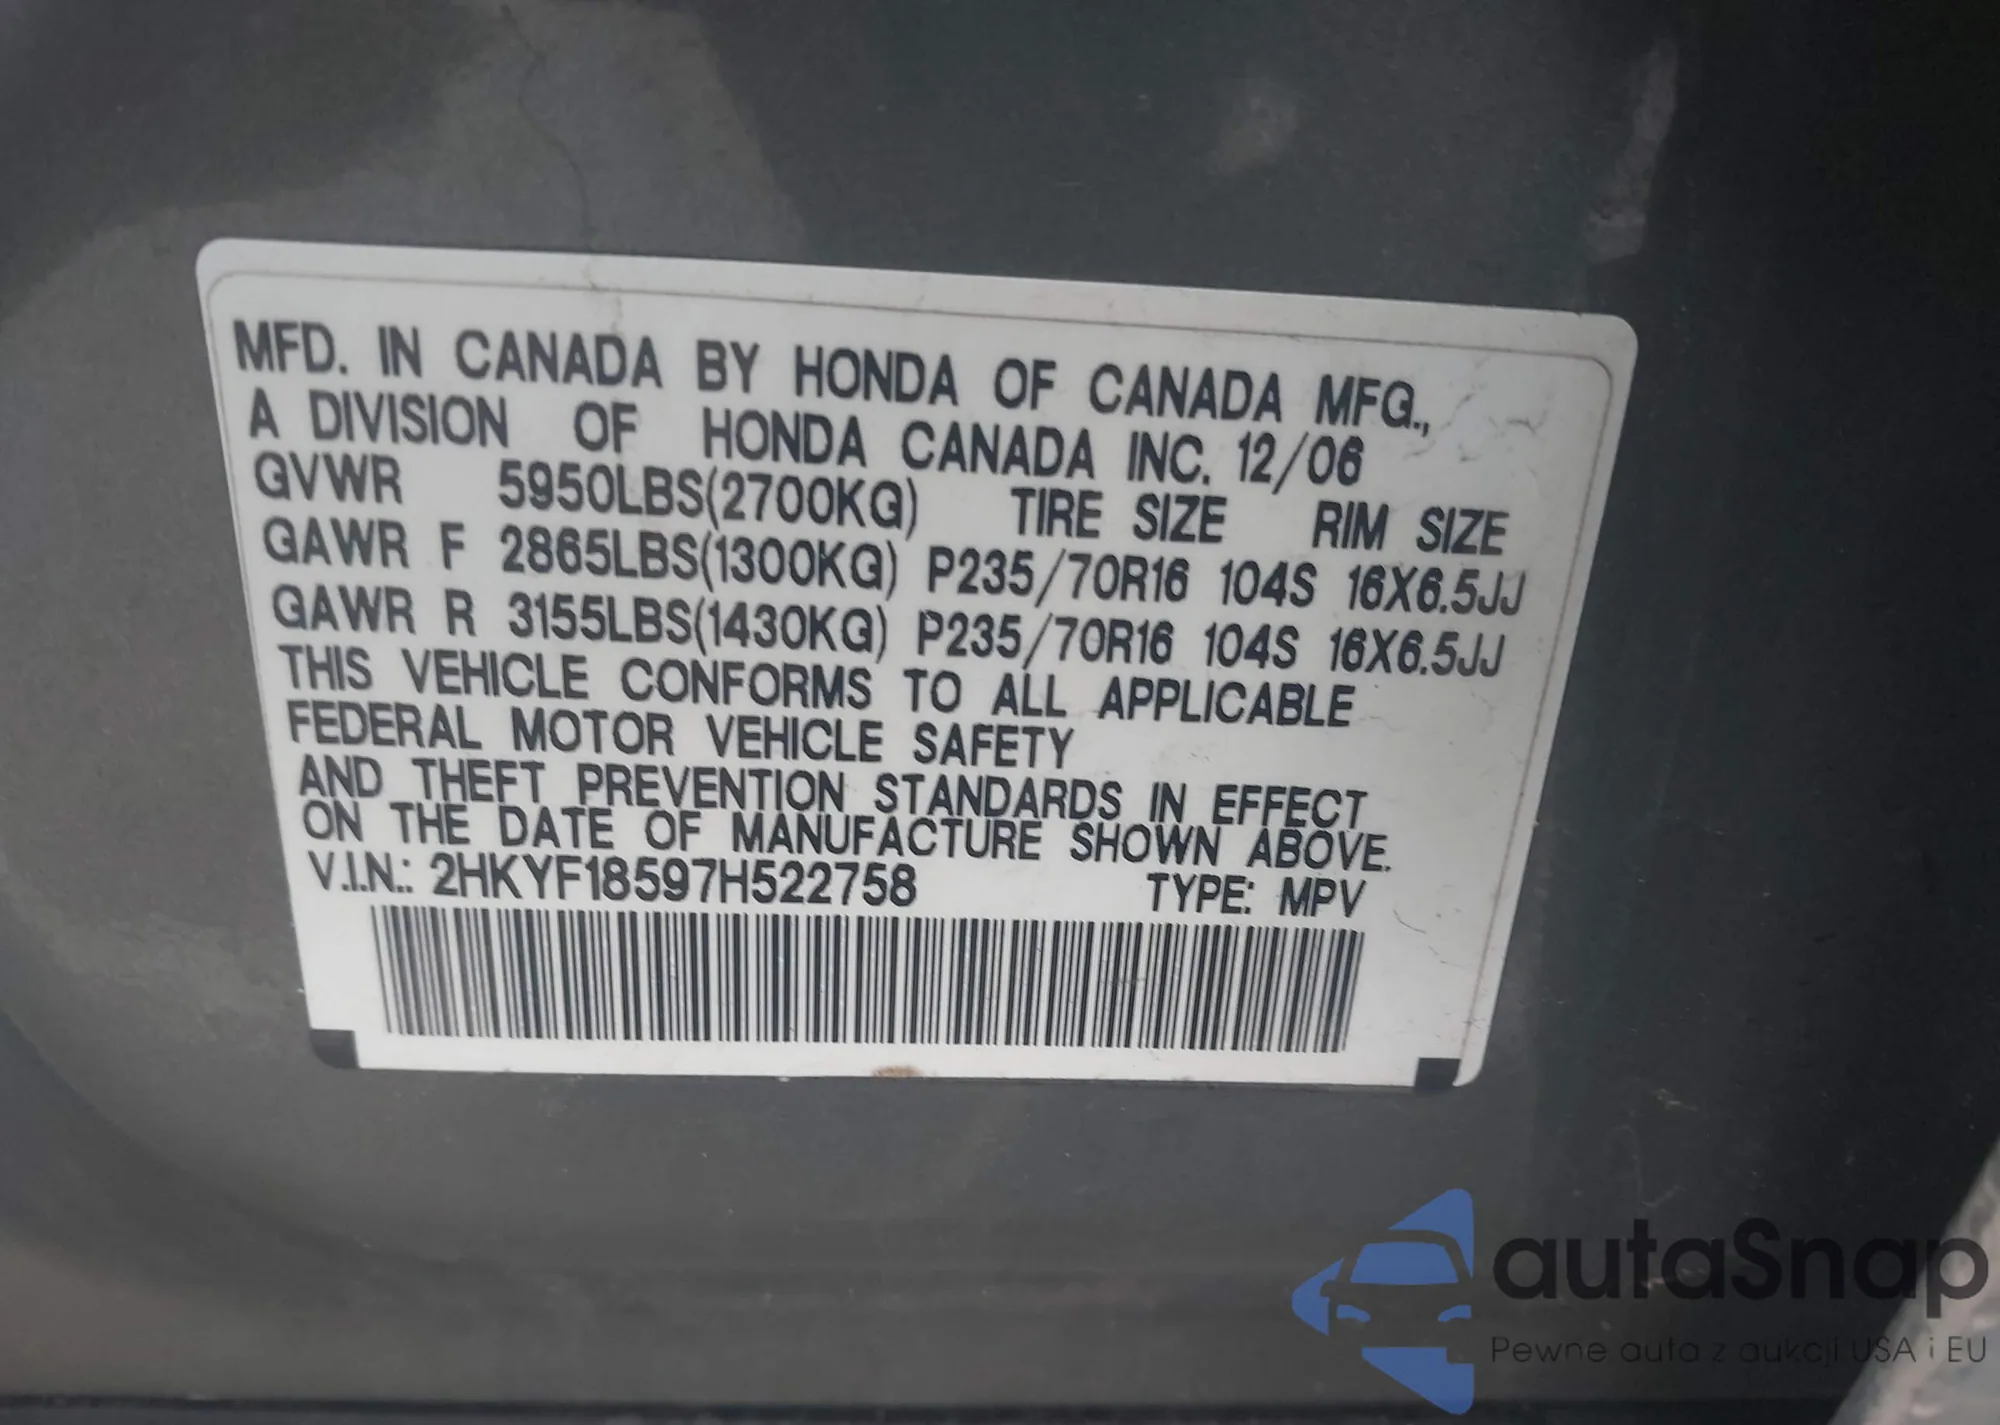 MFD. IN CANADA BY HONDA OF CANADA MFG.,
A DIVISION OF HONDA CANADA INC. 12/06
GVWR 5950LBS(2700KG) TIRE SIZE RIM SIZE
GAWR F 2865LBS(1300KG) P235/70R16 104S 16X6.5JJ
GAWR R 3155LBS(1430KG) P235/70R16 104S 16X6.5JJ
THIS VEHICLE CONFORMS TO ALL APPLICABLE
FEDERAL MOTOR VEHICLE SAFETY
AND THEFT PREVENTION STANDARDS IN EFFECT
ON THE DATE OF MANUFACTURE SHOWN ABOVE.
V.I.N.: 2HKYF18597H522758 TYPE: MPV
autaSnap
Pewne auta z aukcji USA i EU